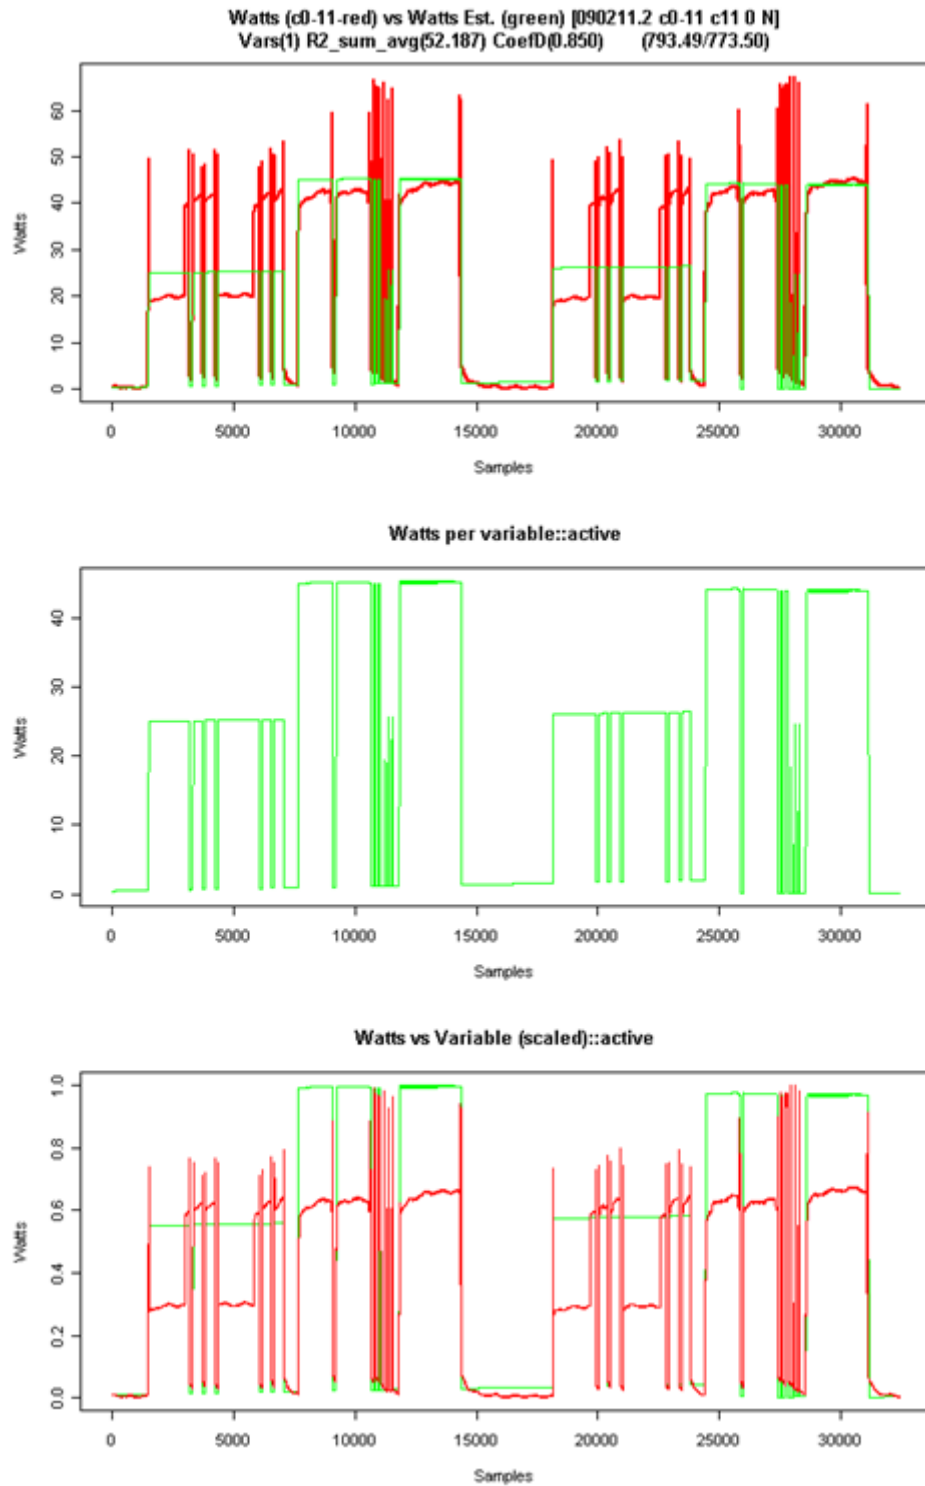 Watts (c0-11-red) vs Watts Est. (green) [090211.2 c0-11 c11 0 N]
Vars(1) R2_sum_avg(52.187) CoefD(0.850) (793.49/773.50)
Watts
60
50
40
30
20
10
0
0 5000 10000 15000 20000 25000 30000
Samples
Watts per variable::active
Watts
40
30
20
10
0
0 5000 10000 15000 20000 25000 30000
Samples
Watts vs Variable (scaled)::active
Watts
1.0
0.8
0.6
0.4
0.2
0.0
0 5000 10000 15000 20000 25000 30000
Samples